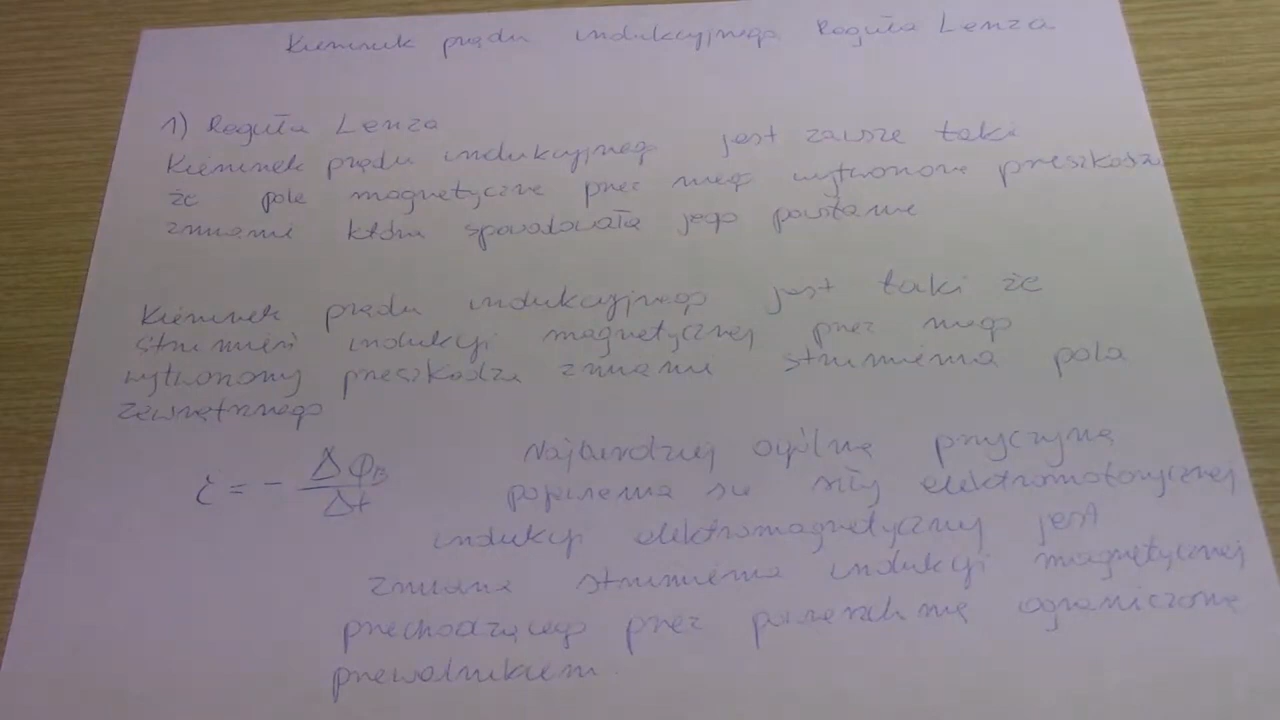 Kierunek prądu indukcyjnego Reguła Lenza
1) Reguła Lenza
Kierunek prądu indukcyjnego jest zawsze taki
że pole magnetyczne przez niego wytworzone przeszkadza
zmianie która spowodowała jego powstanie
Kierunek prądu indukcyjnego jest taki że
strumień indukcji magnetycznej przez niego
wytworzony przeszkadza zmianie strumienia pola
zewnętrznego
ε = - ΔΦB / Δt
Najbardziej ogólną przyczyną
pojawienia się siły elektromotorycznej
indukcji elektromagnetycznej jest
zmiana strumienia indukcji magnetycznej
przechodzącego przez powierzchnię ograniczoną
przewodnikiem.